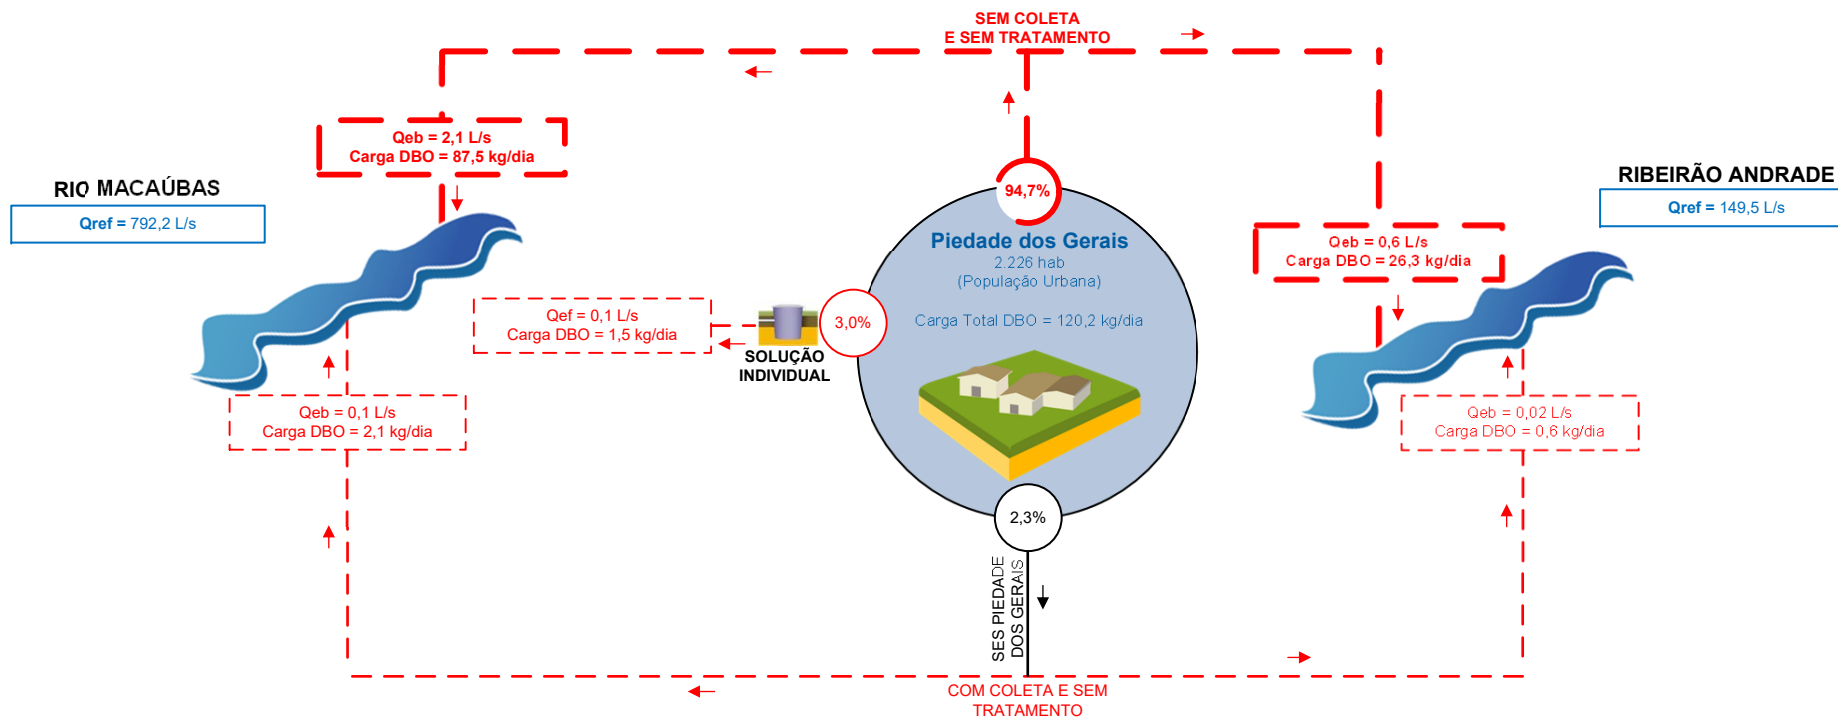 SEM COLETA
E SEM TRATAMENTO
Qeb = 2,1 L/s
Carga DBO = 87,5 kg/dia
RIO MACAÚBAS
Qref = 792,2 L/s
94,7%
RIBEIRÃO ANDRADE
Qref = 149,5 L/s
Qeb = 0,6 L/s
Carga DBO = 26,3 kg/dia
Piedade dos Gerais
2.226 hab
(População Urbana)
Carga Total DBO = 120,2 kg/dia
Qef = 0,1 L/s
Carga DBO = 1,5 kg/dia
3,0%
SOLUÇÃO
INDIVIDUAL
Qeb = 0,1 L/s
Carga DBO = 2,1 kg/dia
Qeb = 0,02 L/s
Carga DBO = 0,6 kg/dia
2,3%
SES PIEDADE
DOS GERAIS
COM COLETA E SEM
TRATAMENTO